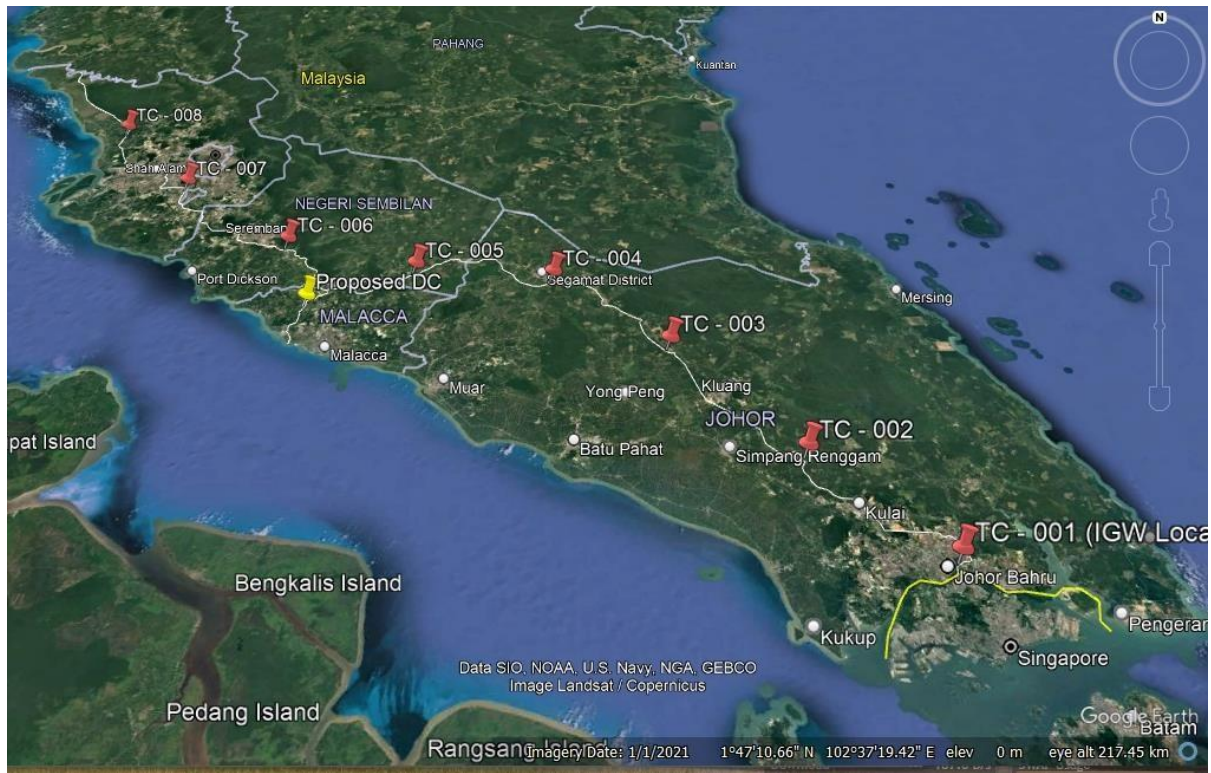 N
PAHANG
Kuantan
Malaysia
TC - 008
Shah Alam
TC - 007
NEGERI SEMBILAN
Seremban
TC - 006
TC - 005
TC - 004
Segamat District
Port Dickson
Proposed DC
Mersing
MALACCA
TC - 003
Malacca
Muar
Yong Peng
Kluang
JOHOR
TC - 002
pat Island
Batu Pahat
Simpang Renggam
Kulai
TC - 001 (IGW Loca
Bengkalis Island
Johor Bahru
Kukup
Pengeran
Singapore
Data SIO, NOAA, U.S. Navy, NGA, GEBCO
Image Landsat / Copernicus
Pedang Island
Google Earth
Batam
Rangsang
Imagery Date: 1/1/2021 1°47'10.66" N 102°37'19.42" E elev 0 m eye alt 217.45 km